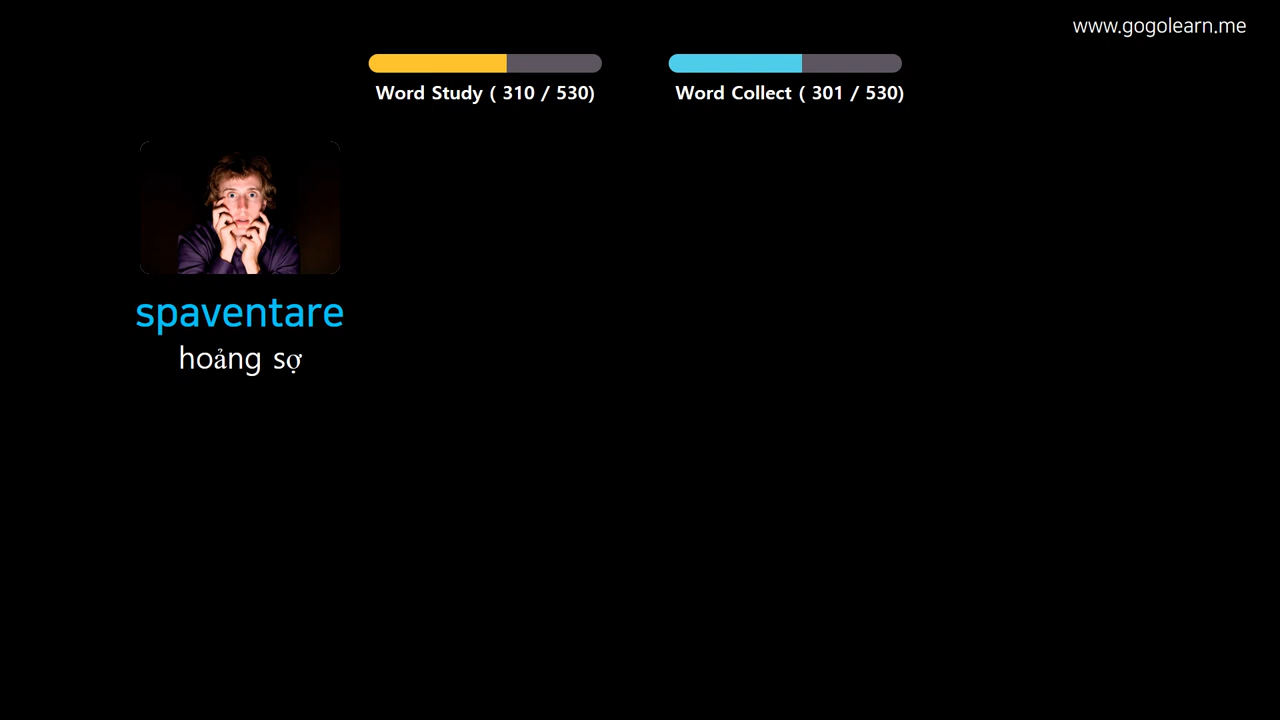 www.gogolearn.me
Word Study ( 310 / 530)
Word Collect ( 301 / 530)
spaventare
hoảng sợ